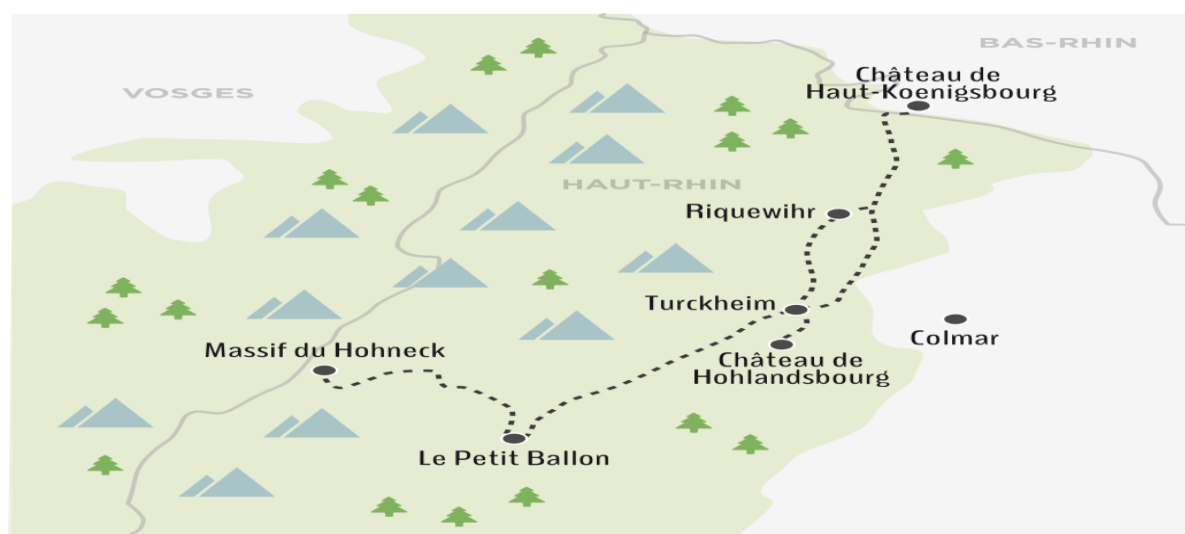 BAS-RHIN
Château de
Haut-Koenigsbourg
VOSGES
HAUT-RHIN
Riquewihr
Turckheim
Colmar
Massif du Hohneck
Château de
Hohlandsbourg
Le Petit Ballon